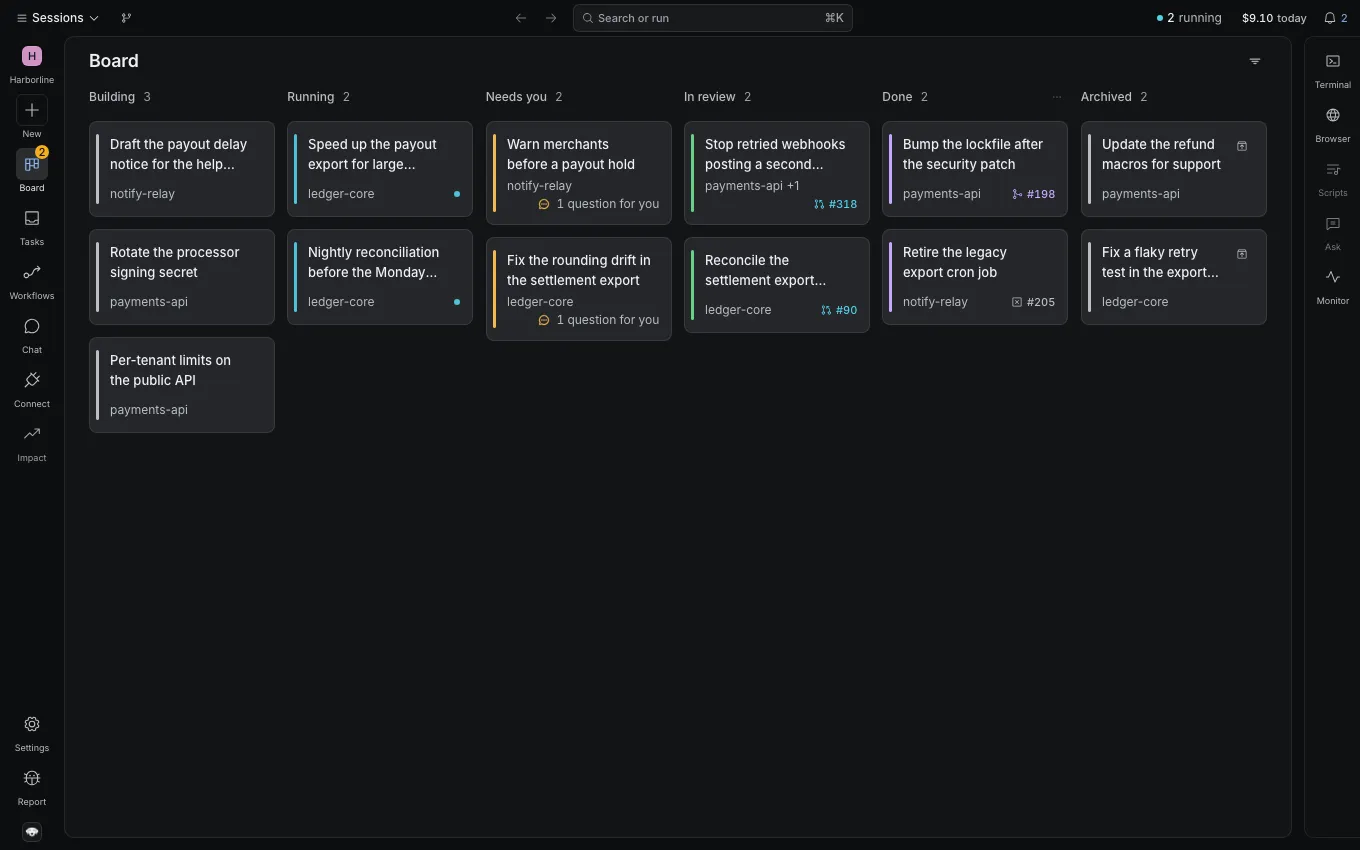 Sessions
Search or run
⌘K
2 running
$9.10 today
2
H
Harborline
New
2
Board
Tasks
Workflows
Chat
Connect
Impact
Settings
Report
Board
Building 3
Draft the payout delay
notice for the help...
notify-relay
Rotate the processor
signing secret
payments-api
Per-tenant limits on
the public API
payments-api
Running 2
Speed up the payout
export for large...
ledger-core
Nightly reconciliation
before the Monday...
ledger-core
Needs you 2
Warn merchants
before a payout hold
notify-relay
1 question for you
Fix the rounding drift in
the settlement export
ledger-core
1 question for you
In review 2
Stop retried webhooks
posting a second...
payments-api +1
#318
Reconcile the
settlement export...
ledger-core
#90
Done 2
Bump the lockfile after
the security patch
payments-api
#198
Retire the legacy
export cron job
notify-relay
#205
Archived 2
Update the refund
macros for support
payments-api
Fix a flaky retry
test in the export...
ledger-core
Terminal
Browser
Scripts
Ask
Monitor